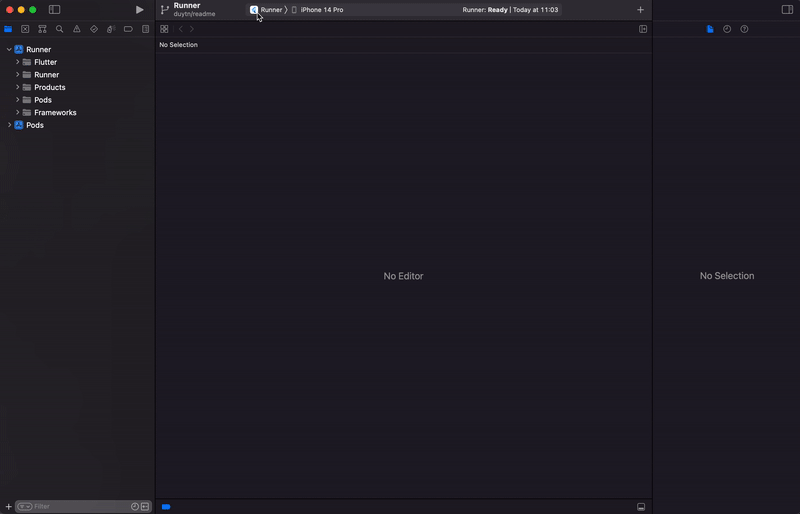 Runner
duytn/readme
Runner 〉 iPhone 14 Pro
Runner: Ready | Today at 11:03
No Selection
Runner
Flutter
Runner
Products
Pods
Frameworks
Pods
No Editor
No Selection
Filter